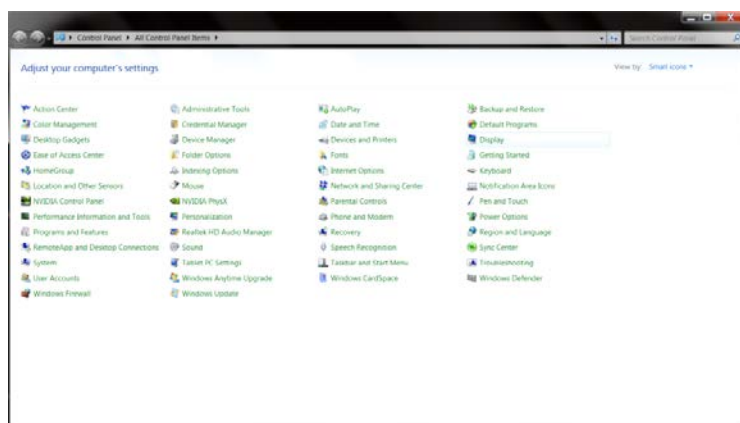 Control Panel ▸ All Control Panel Items ▸
Search Control Panel
Adjust your computer's settings
View by: Small icons
Action Center
Administrative Tools
AutoPlay
Backup and Restore
Color Management
Credential Manager
Date and Time
Default Programs
Desktop Gadgets
Device Manager
Devices and Printers
Display
Ease of Access Center
Folder Options
Fonts
Getting Started
HomeGroup
Indexing Options
Internet Options
Keyboard
Location and Other Sensors
Mouse
Network and Sharing Center
Notification Area Icons
NVIDIA Control Panel
NVIDIA PhysX
Parental Controls
Pen and Touch
Performance Information and Tools
Personalization
Phone and Modem
Power Options
Programs and Features
Realtek HD Audio Manager
Recovery
Region and Language
RemoteApp and Desktop Connections
Sound
Speech Recognition
Sync Center
System
Tablet PC Settings
Taskbar and Start Menu
Troubleshooting
User Accounts
Windows Anytime Upgrade
Windows CardSpace
Windows Defender
Windows Firewall
Windows Update